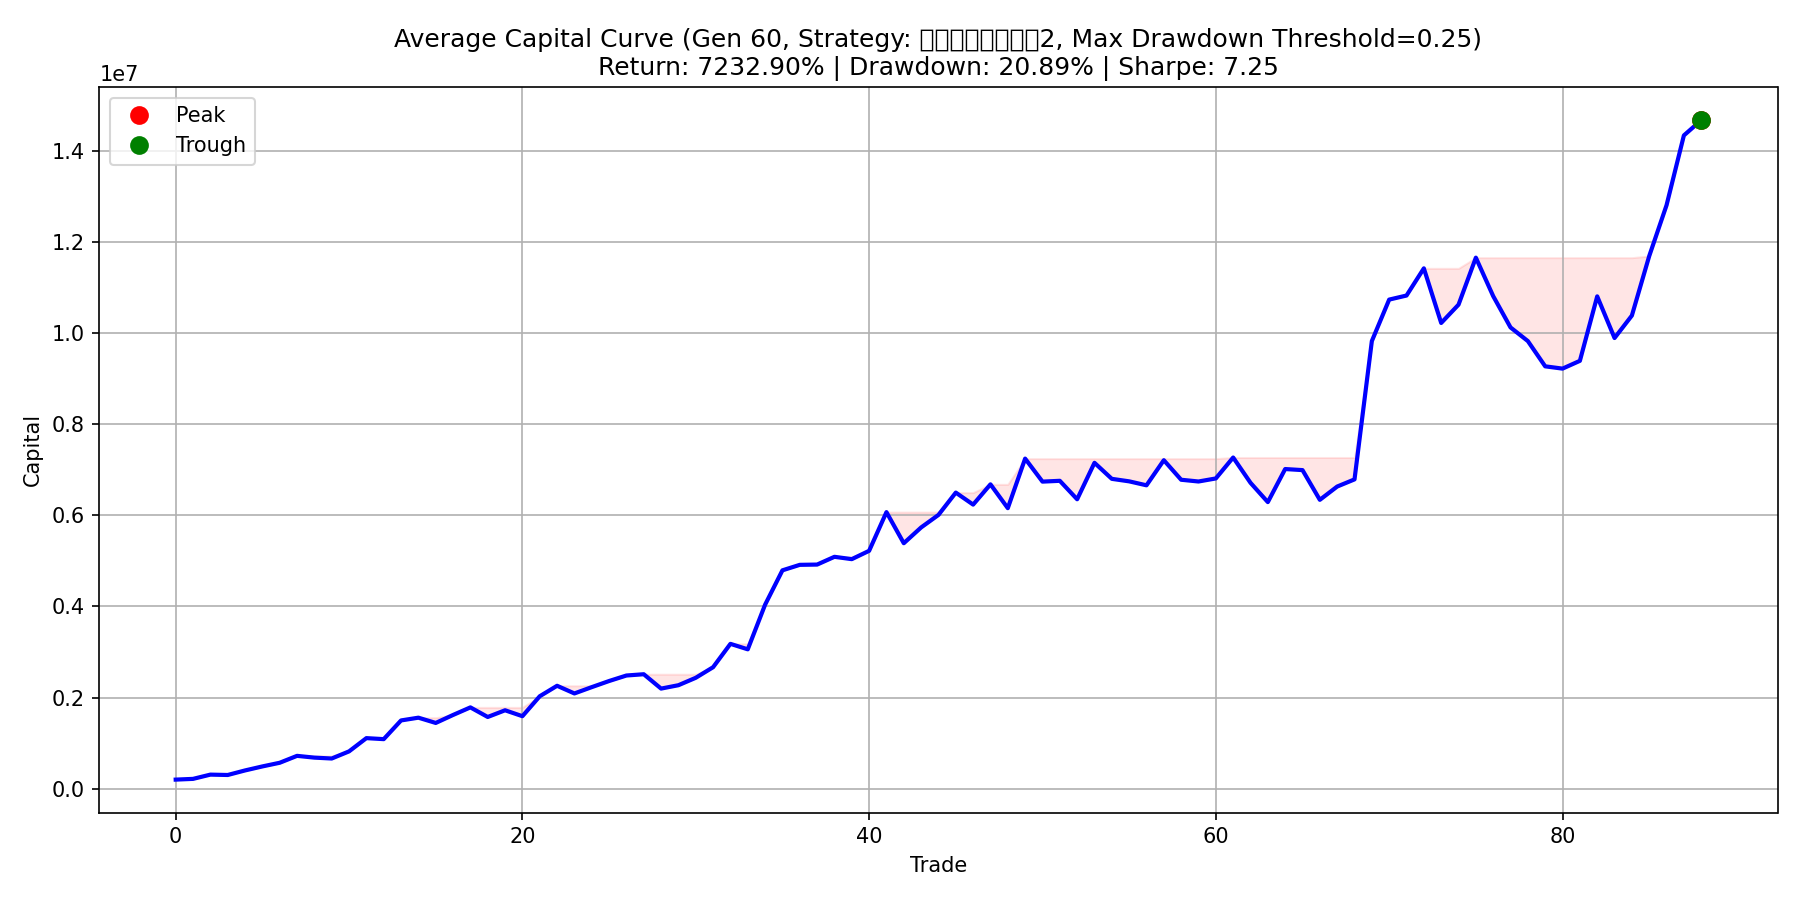 Average Capital Curve (Gen 60, Strategy: 2, Max Drawdown Threshold=0.25)
Return: 7232.90% | Drawdown: 20.89% | Sharpe: 7.25
1e7
Peak
Trough
1.4
1.2
1.0
0.8
0.6
0.4
0.2
0.0
Capital
0 20 40 60 80
Trade